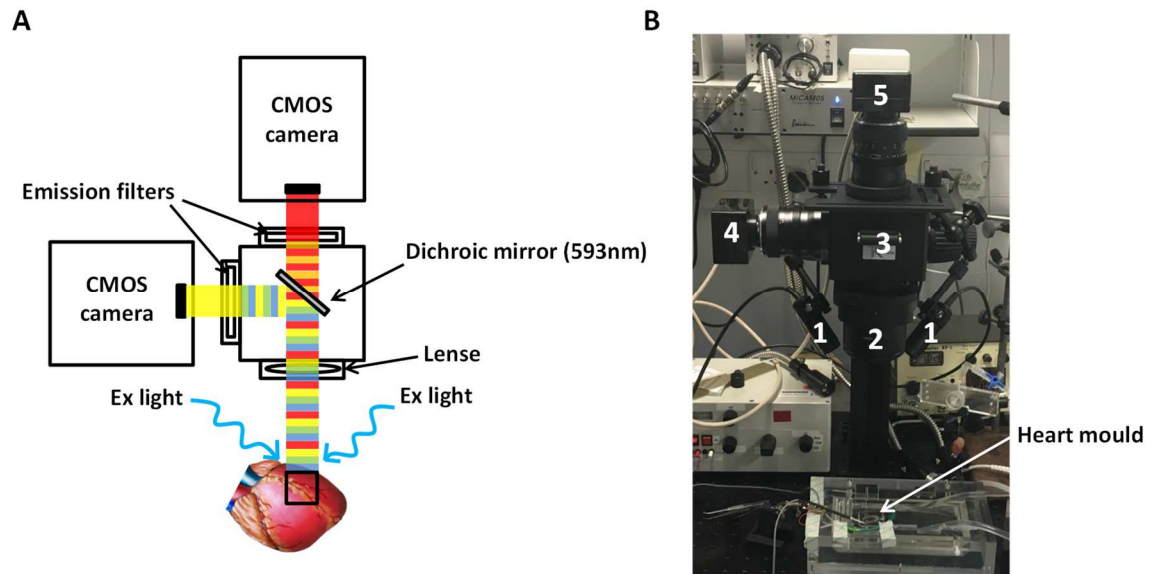 A
CMOS
camera
Emission filters
Dichroic mirror (593nm)
CMOS
camera
Lense
Ex light
Ex light
B
MiCAM05
5
4
3
1
2
1
Heart mould